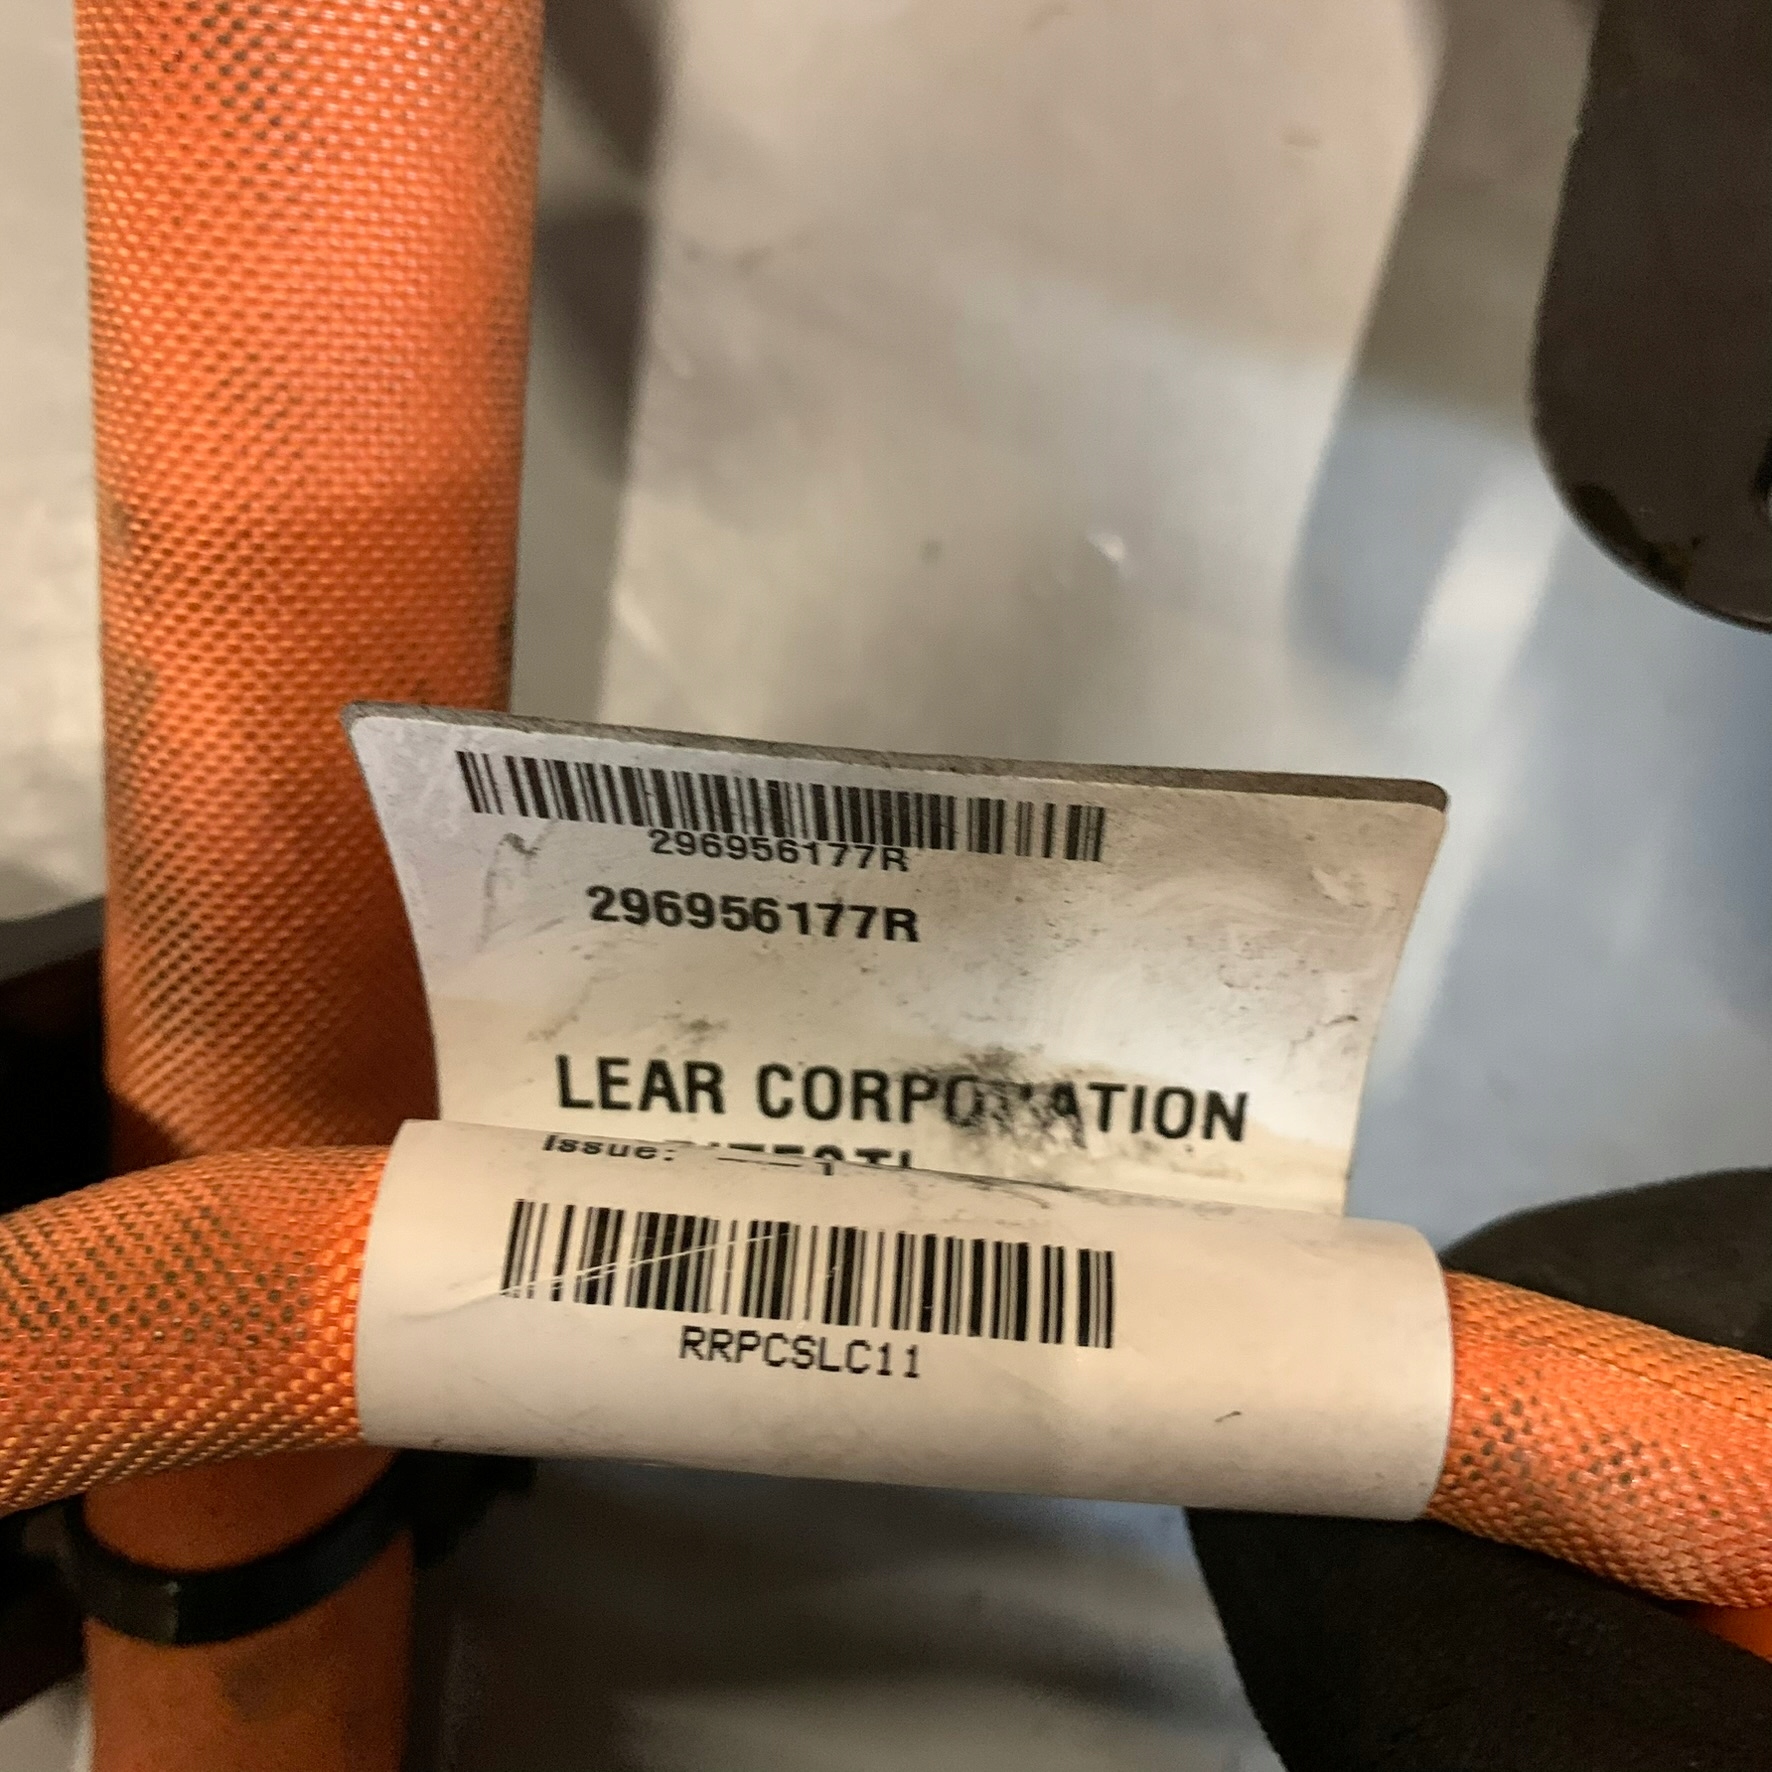 296956177R
296956177R
LEAR CORPORATION
Issue:
RRPCSLC11